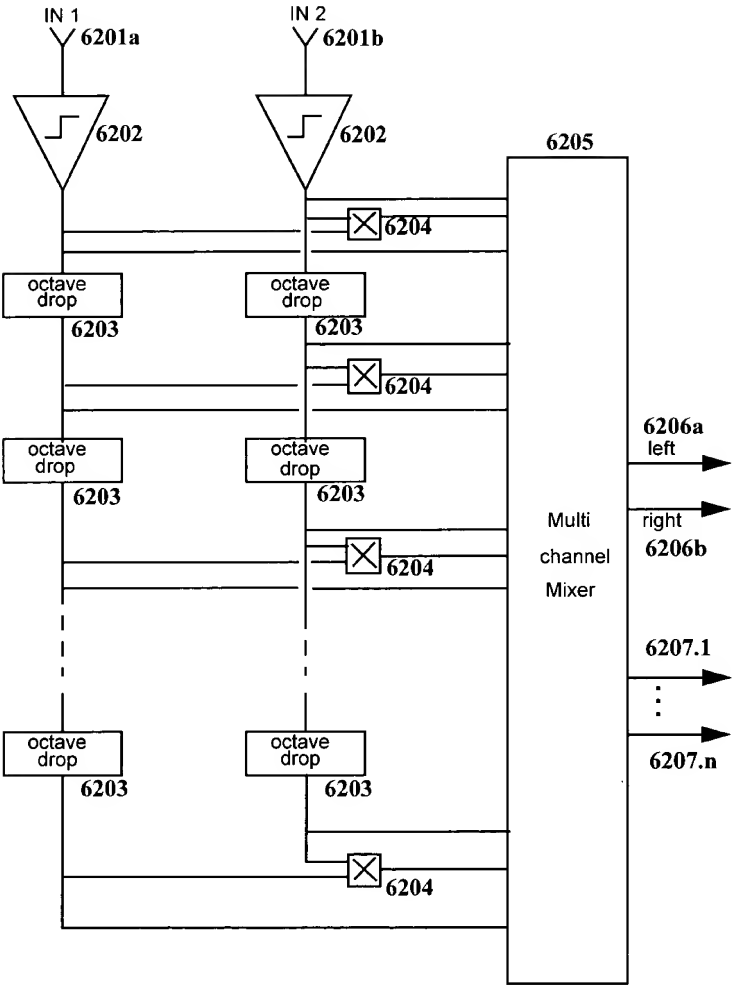 IN 1
6201a
IN 2
6201b
6202
6202
6205
6204
octave
drop
6203
octave
drop
6203
6204
octave
drop
6203
octave
drop
6203
6206a
left
right
6206b
Multi
channel
Mixer
6204
6207.1
6207.n
octave
drop
6203
octave
drop
6203
6204